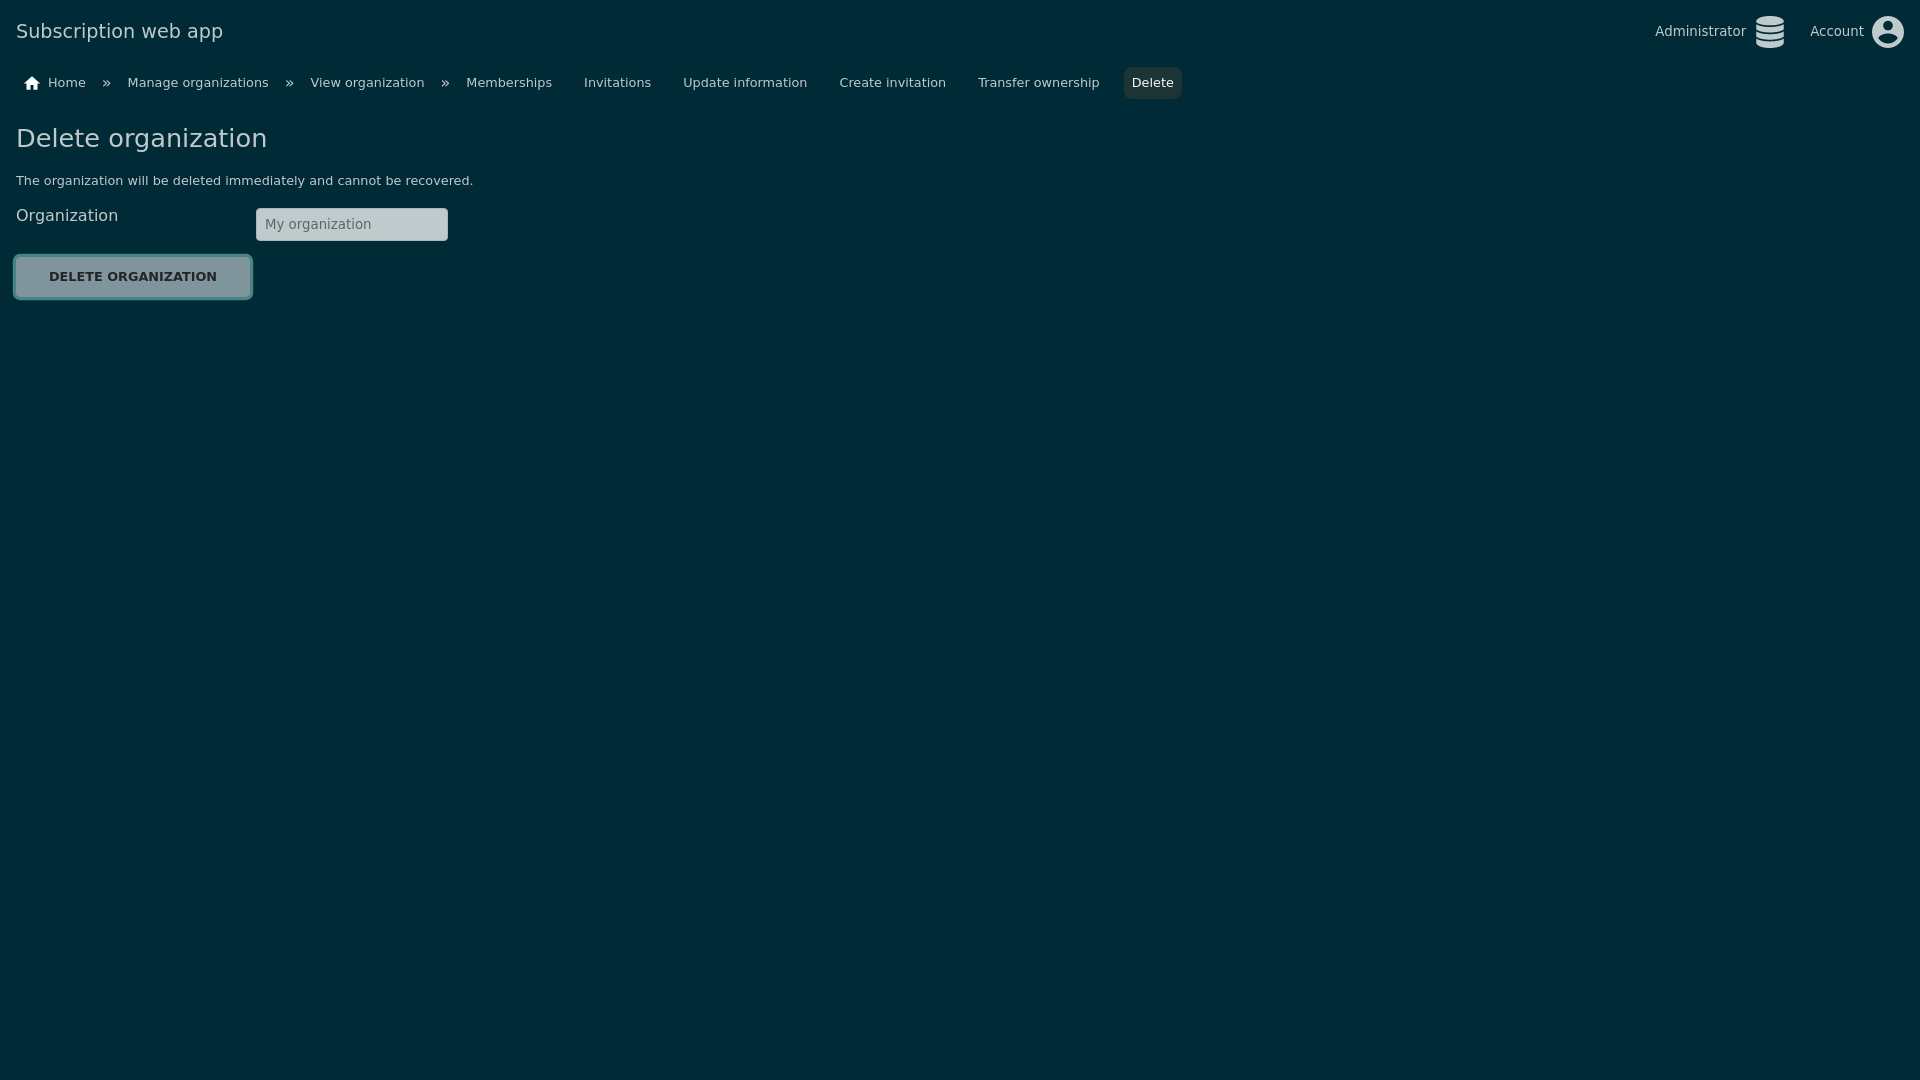 Subscription web app
Administrator
Account
Home » Manage organizations » View organization » Memberships Invitations Update information Create invitation Transfer ownership Delete
Delete organization
The organization will be deleted immediately and cannot be recovered.
Organization
My organization
DELETE ORGANIZATION